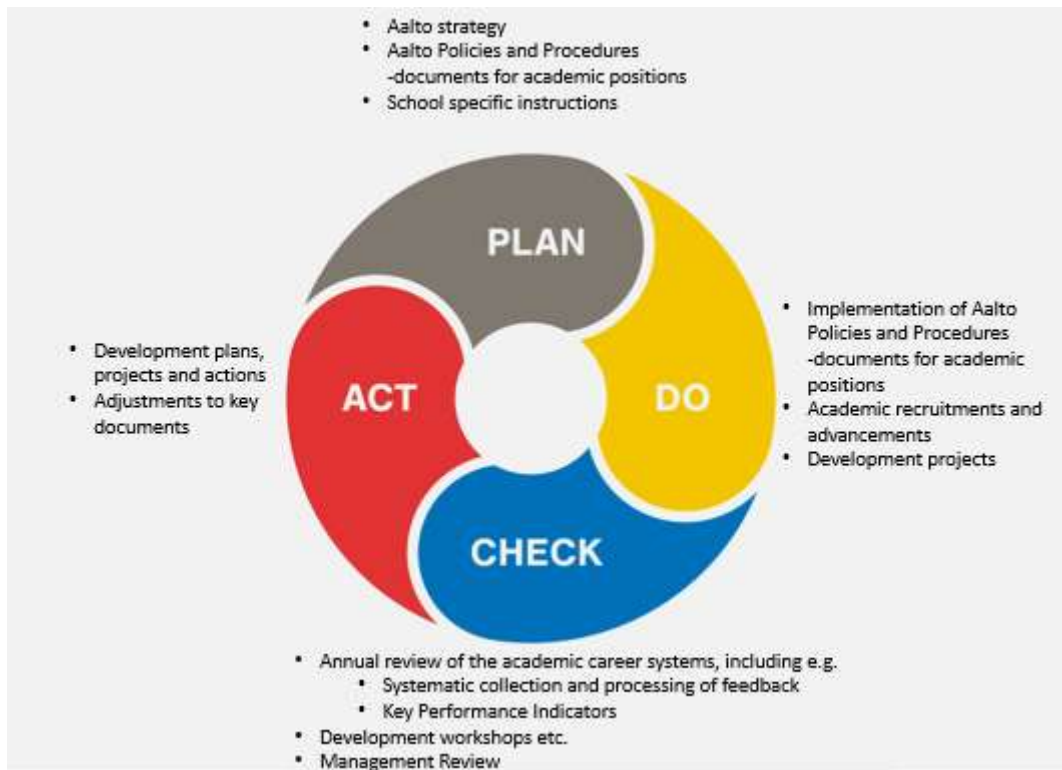 • Aalto strategy
• Aalto Policies and Procedures
-documents for academic positions
• School specific instructions
PLAN
DO
• Implementation of Aalto
Policies and Procedures
-documents for academic
positions
• Academic recruitments and
advancements
• Development projects
ACT
• Development plans,
projects and actions
• Adjustments to key
documents
CHECK
• Annual review of the academic career systems, including e.g.
• Systematic collection and processing of feedback
• Key Performance Indicators
• Development workshops etc.
• Management Review